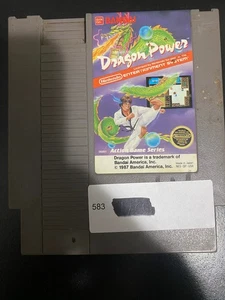 BANDAI
Dragon Power
Nintendo ENTERTAINMENT SYSTEM
Action Game Series
Dragon Power is a trademark of
Bandai America, Inc.
© 1987 Bandai America, Inc.
583